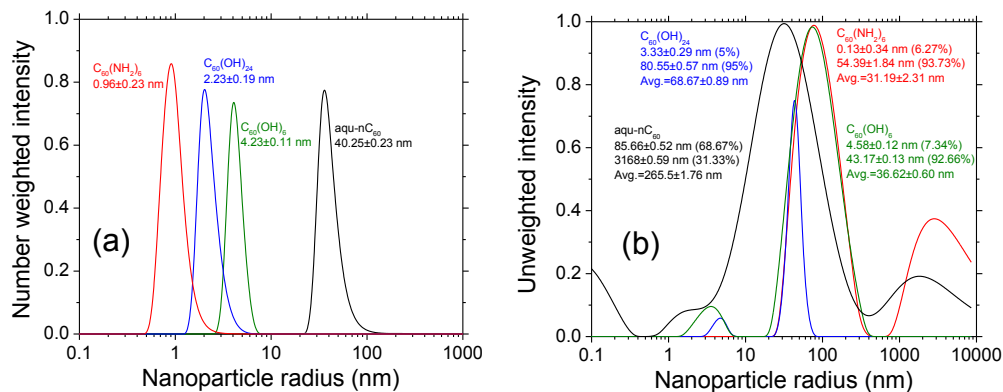 C60(NH2)6
0.96±0.23 nm
C60(OH)24
2.23±0.19 nm
C60(OH)6
4.23±0.11 nm
aqu-nC60
40.25±0.23 nm
(a)
Number weighted intensity
0.0
0.2
0.4
0.6
0.8
1.0
0.1 1 10 100 1000
Nanoparticle radius (nm)
C60(OH)24
3.33±0.29 nm (5%)
80.55±0.57 nm (95%)
Avg.=68.67±0.89 nm
C60(NH2)6
0.13±0.34 nm (6.27%)
54.39±1.84 nm (93.73%)
Avg.=31.19±2.31 nm
aqu-nC60
85.66±0.52 nm (68.67%)
3168±0.59 nm (31.33%)
Avg.=265.5±1.76 nm
C60(OH)6
4.58±0.12 nm (7.34%)
43.17±0.13 nm (92.66%)
Avg.=36.62±0.60 nm
(b)
Unweighted intensity
0.0
0.2
0.4
0.6
0.8
1.0
0.1 1 10 100 1000 10000
Nanoparticle radius (nm)